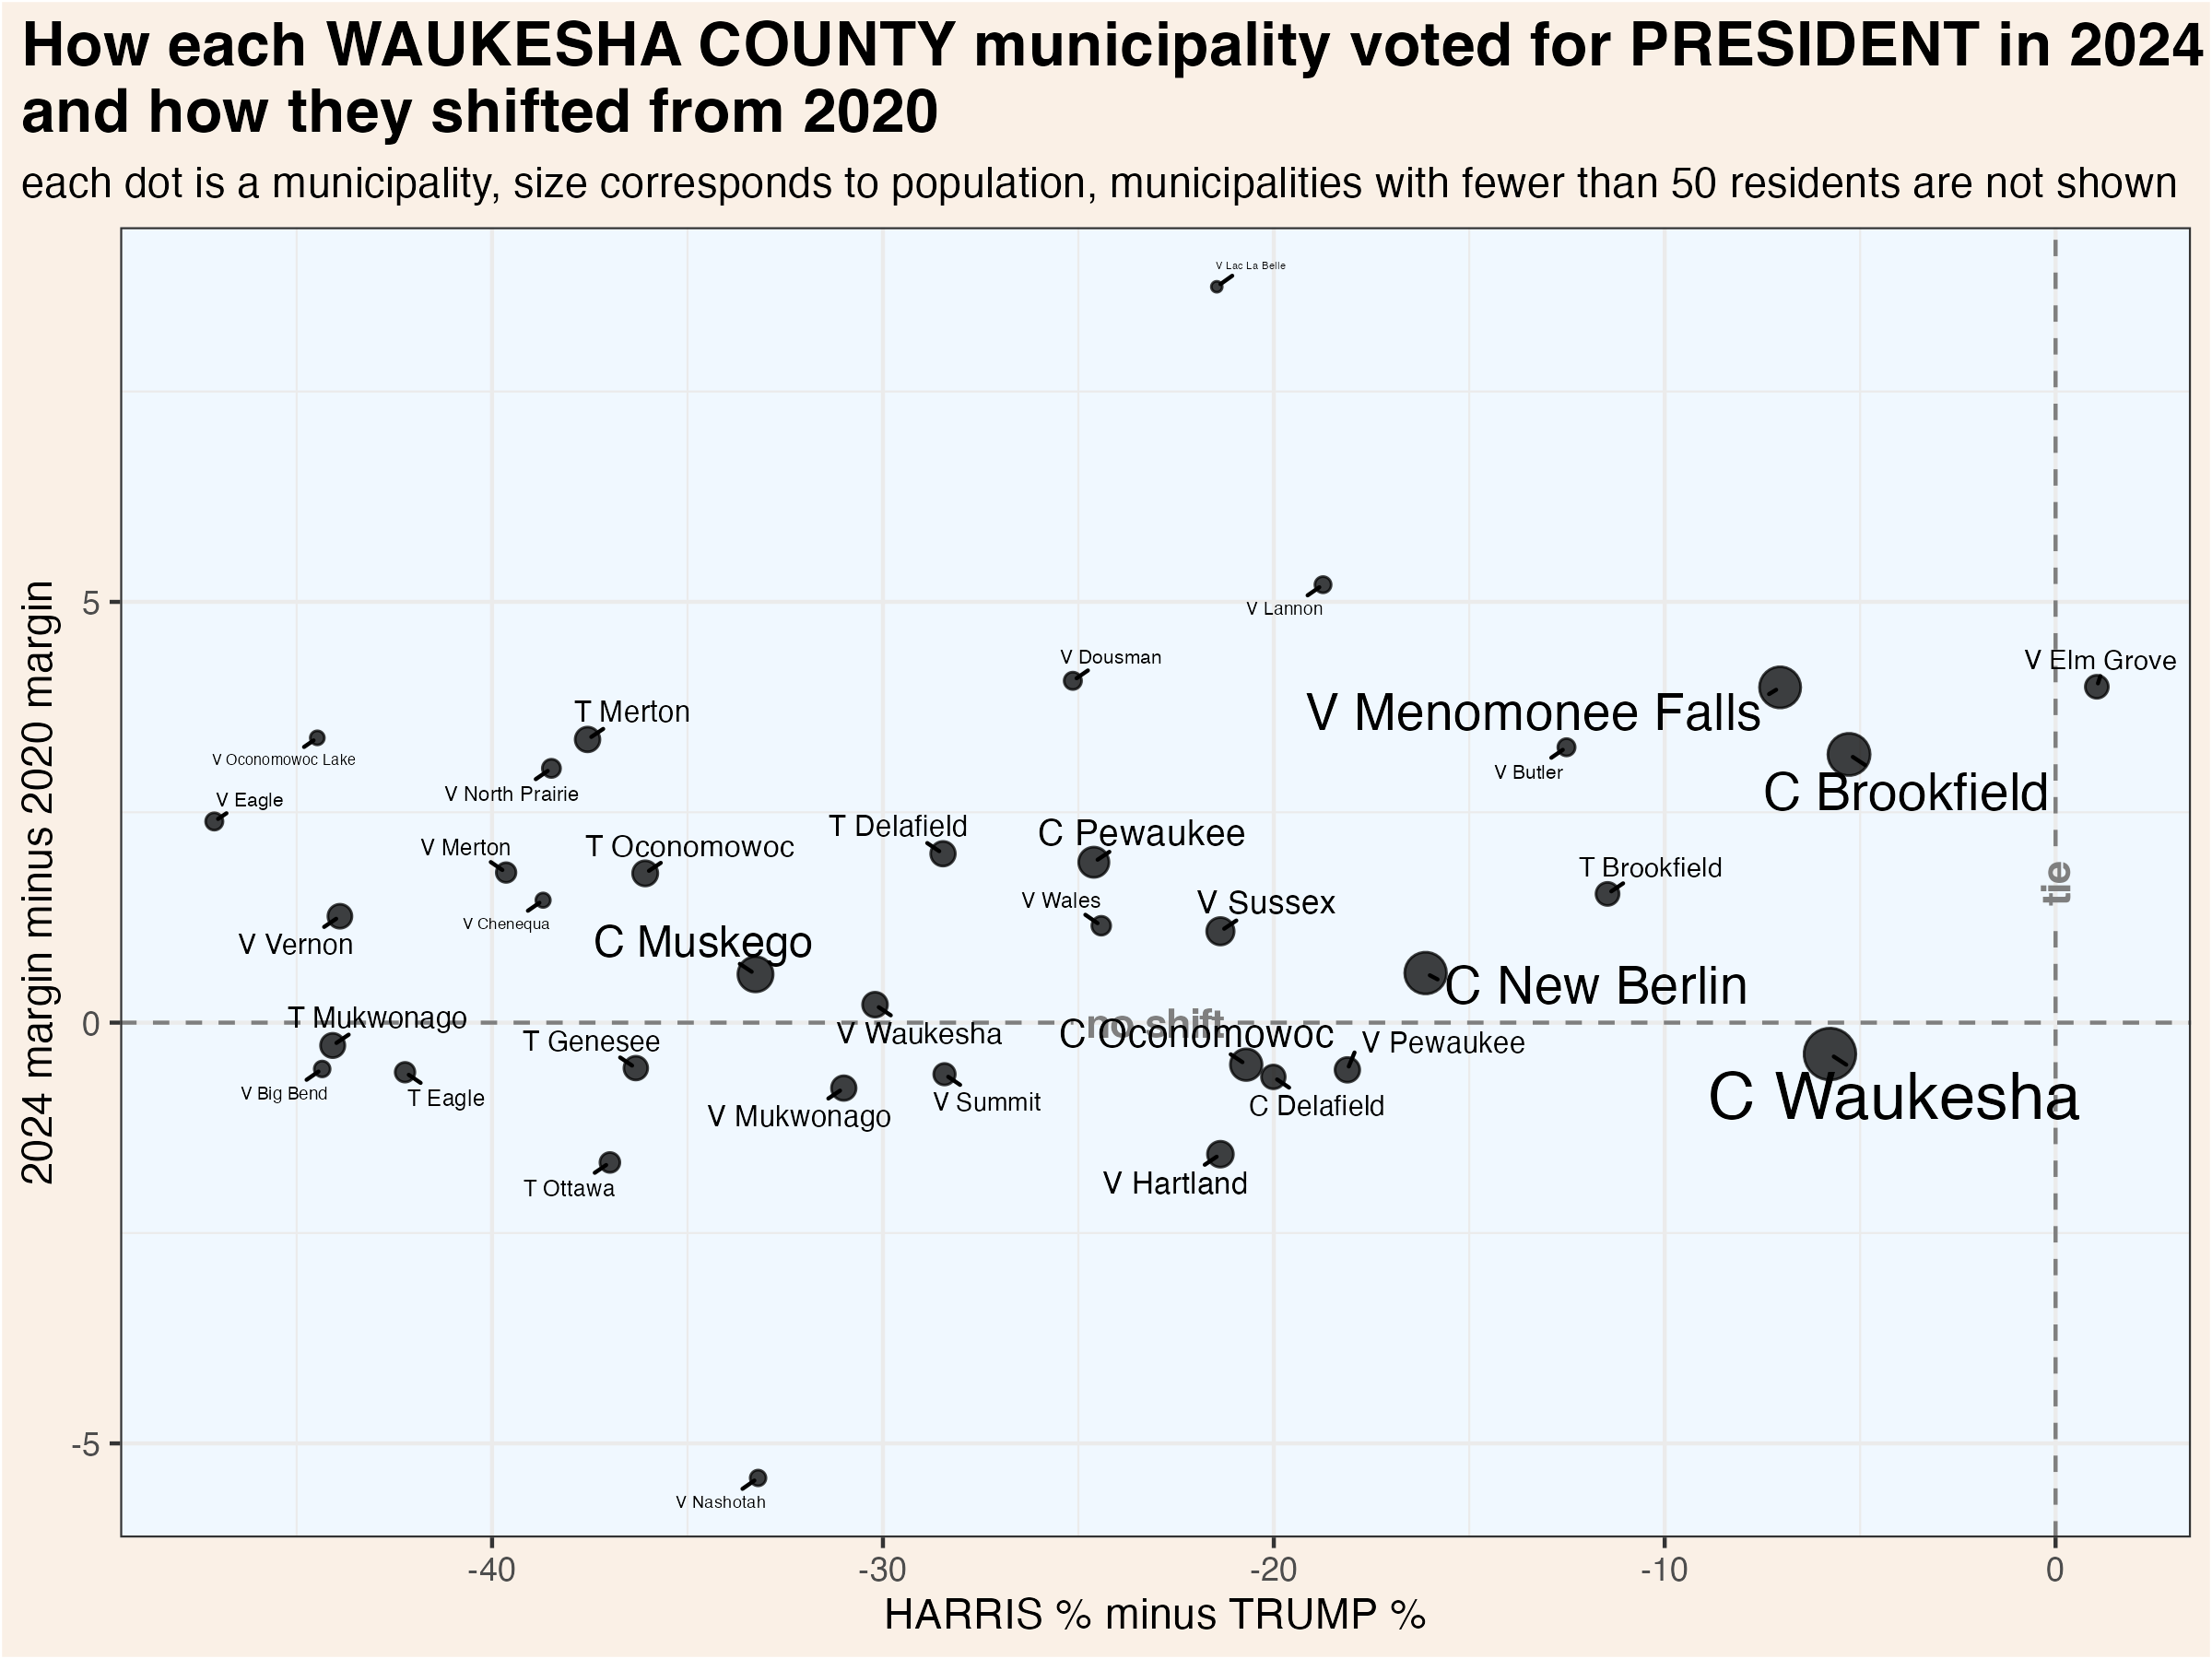 How each WAUKESHA COUNTY municipality voted for PRESIDENT in 2024
and how they shifted from 2020
each dot is a municipality, size corresponds to population, municipalities with fewer than 50 residents are not shown
V Lac La Belle
5
V Lannon
V Dousman
V Elm Grove
V Menomonee Falls
T Merton
V Oconomowoc Lake
V Butler
C Brookfield
V North Prairie
V Eagle
T Delafield
C Pewaukee
V Merton
T Oconomowoc
T Brookfield
tie
V Wales
V Sussex
V Chenequa
V Vernon
C Muskego
C New Berlin
0
T Mukwonago
no shift
V Waukesha
C Oconomowoc
T Genesee
V Pewaukee
V Big Bend
T Eagle
V Summit
C Delafield
C Waukesha
V Mukwonago
T Ottawa
V Hartland
-5
V Nashotah
2024 margin minus 2020 margin
-40
-30
-20
-10
0
HARRIS % minus TRUMP %